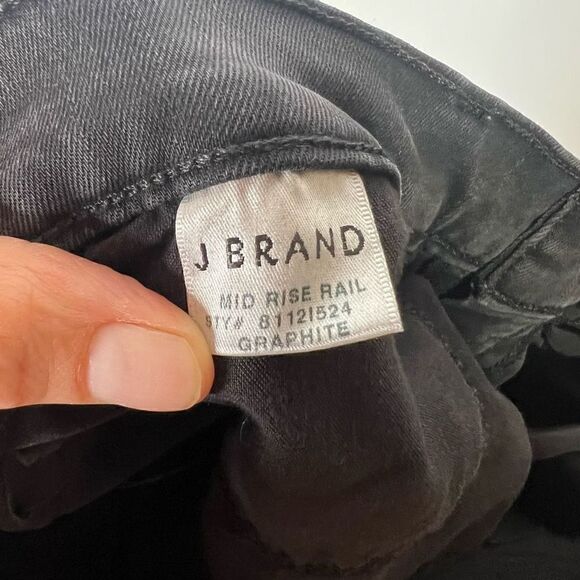 J BRAND
MID RISE RAIL
STY# 8112I524
GRAPHITE